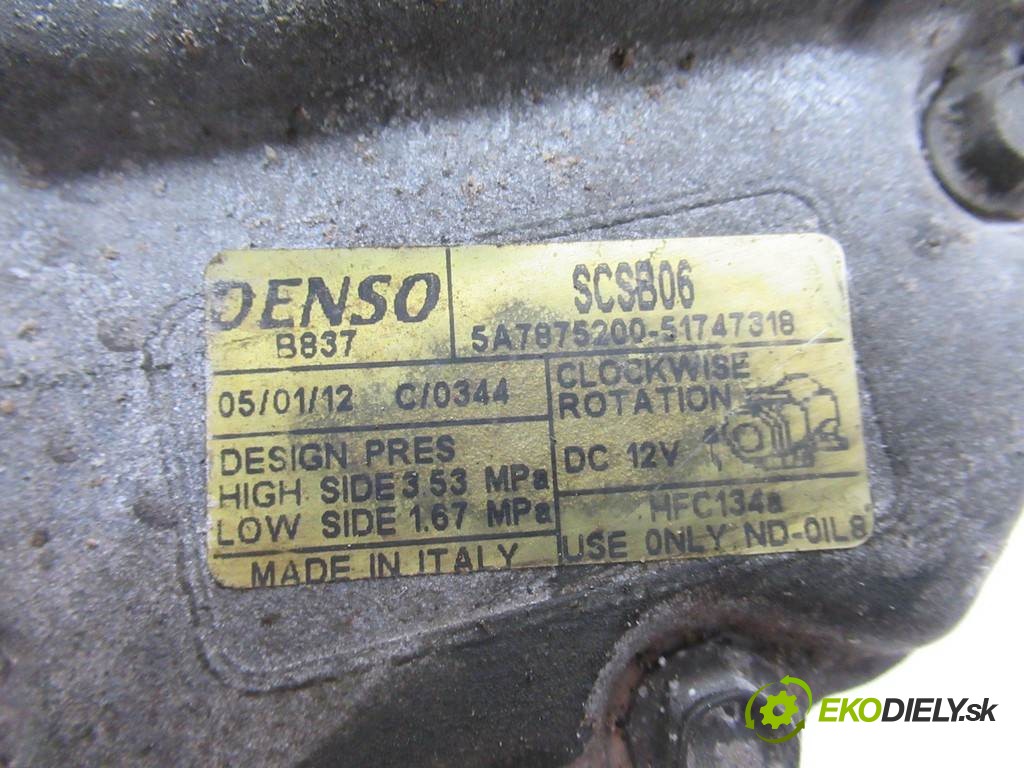 DENSO
B837
SCSB06
5A7875200-51747318
05/01/12 C/0344
DESIGN PRES
HIGH SIDE 3.53 MPa
LOW SIDE 1.67 MPa
MADE IN ITALY
CLOCKWISE
ROTATION
DC 12V
HFC134a
USE ONLY ND-OIL8
EKODIELY.sk